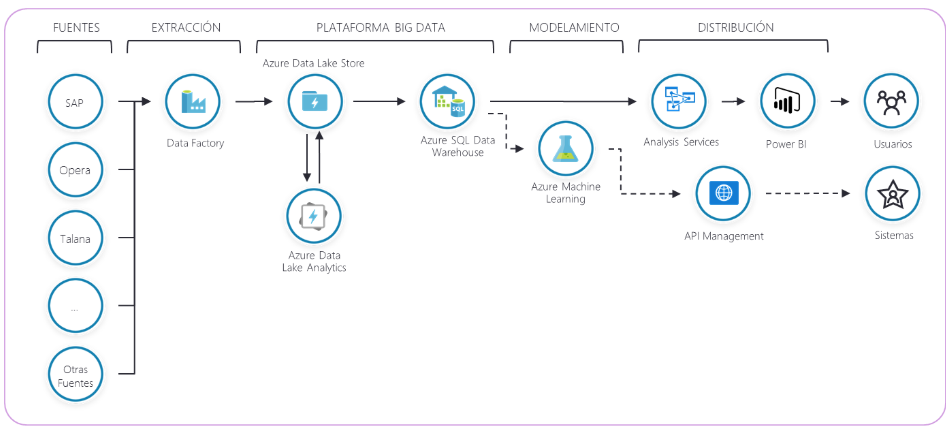 FUENTES
EXTRACCIÓN
PLATAFORMA BIG DATA
MODELAMIENTO
DISTRIBUCIÓN
SAP
Opera
Talana
...
Otras
Fuentes
Data Factory
Azure Data Lake Store
Azure Data
Lake Analytics
SQL
Azure SQL Data
Warehouse
Azure Machine
Learning
Analysis Services
Power BI
Usuarios
API Management
Sistemas